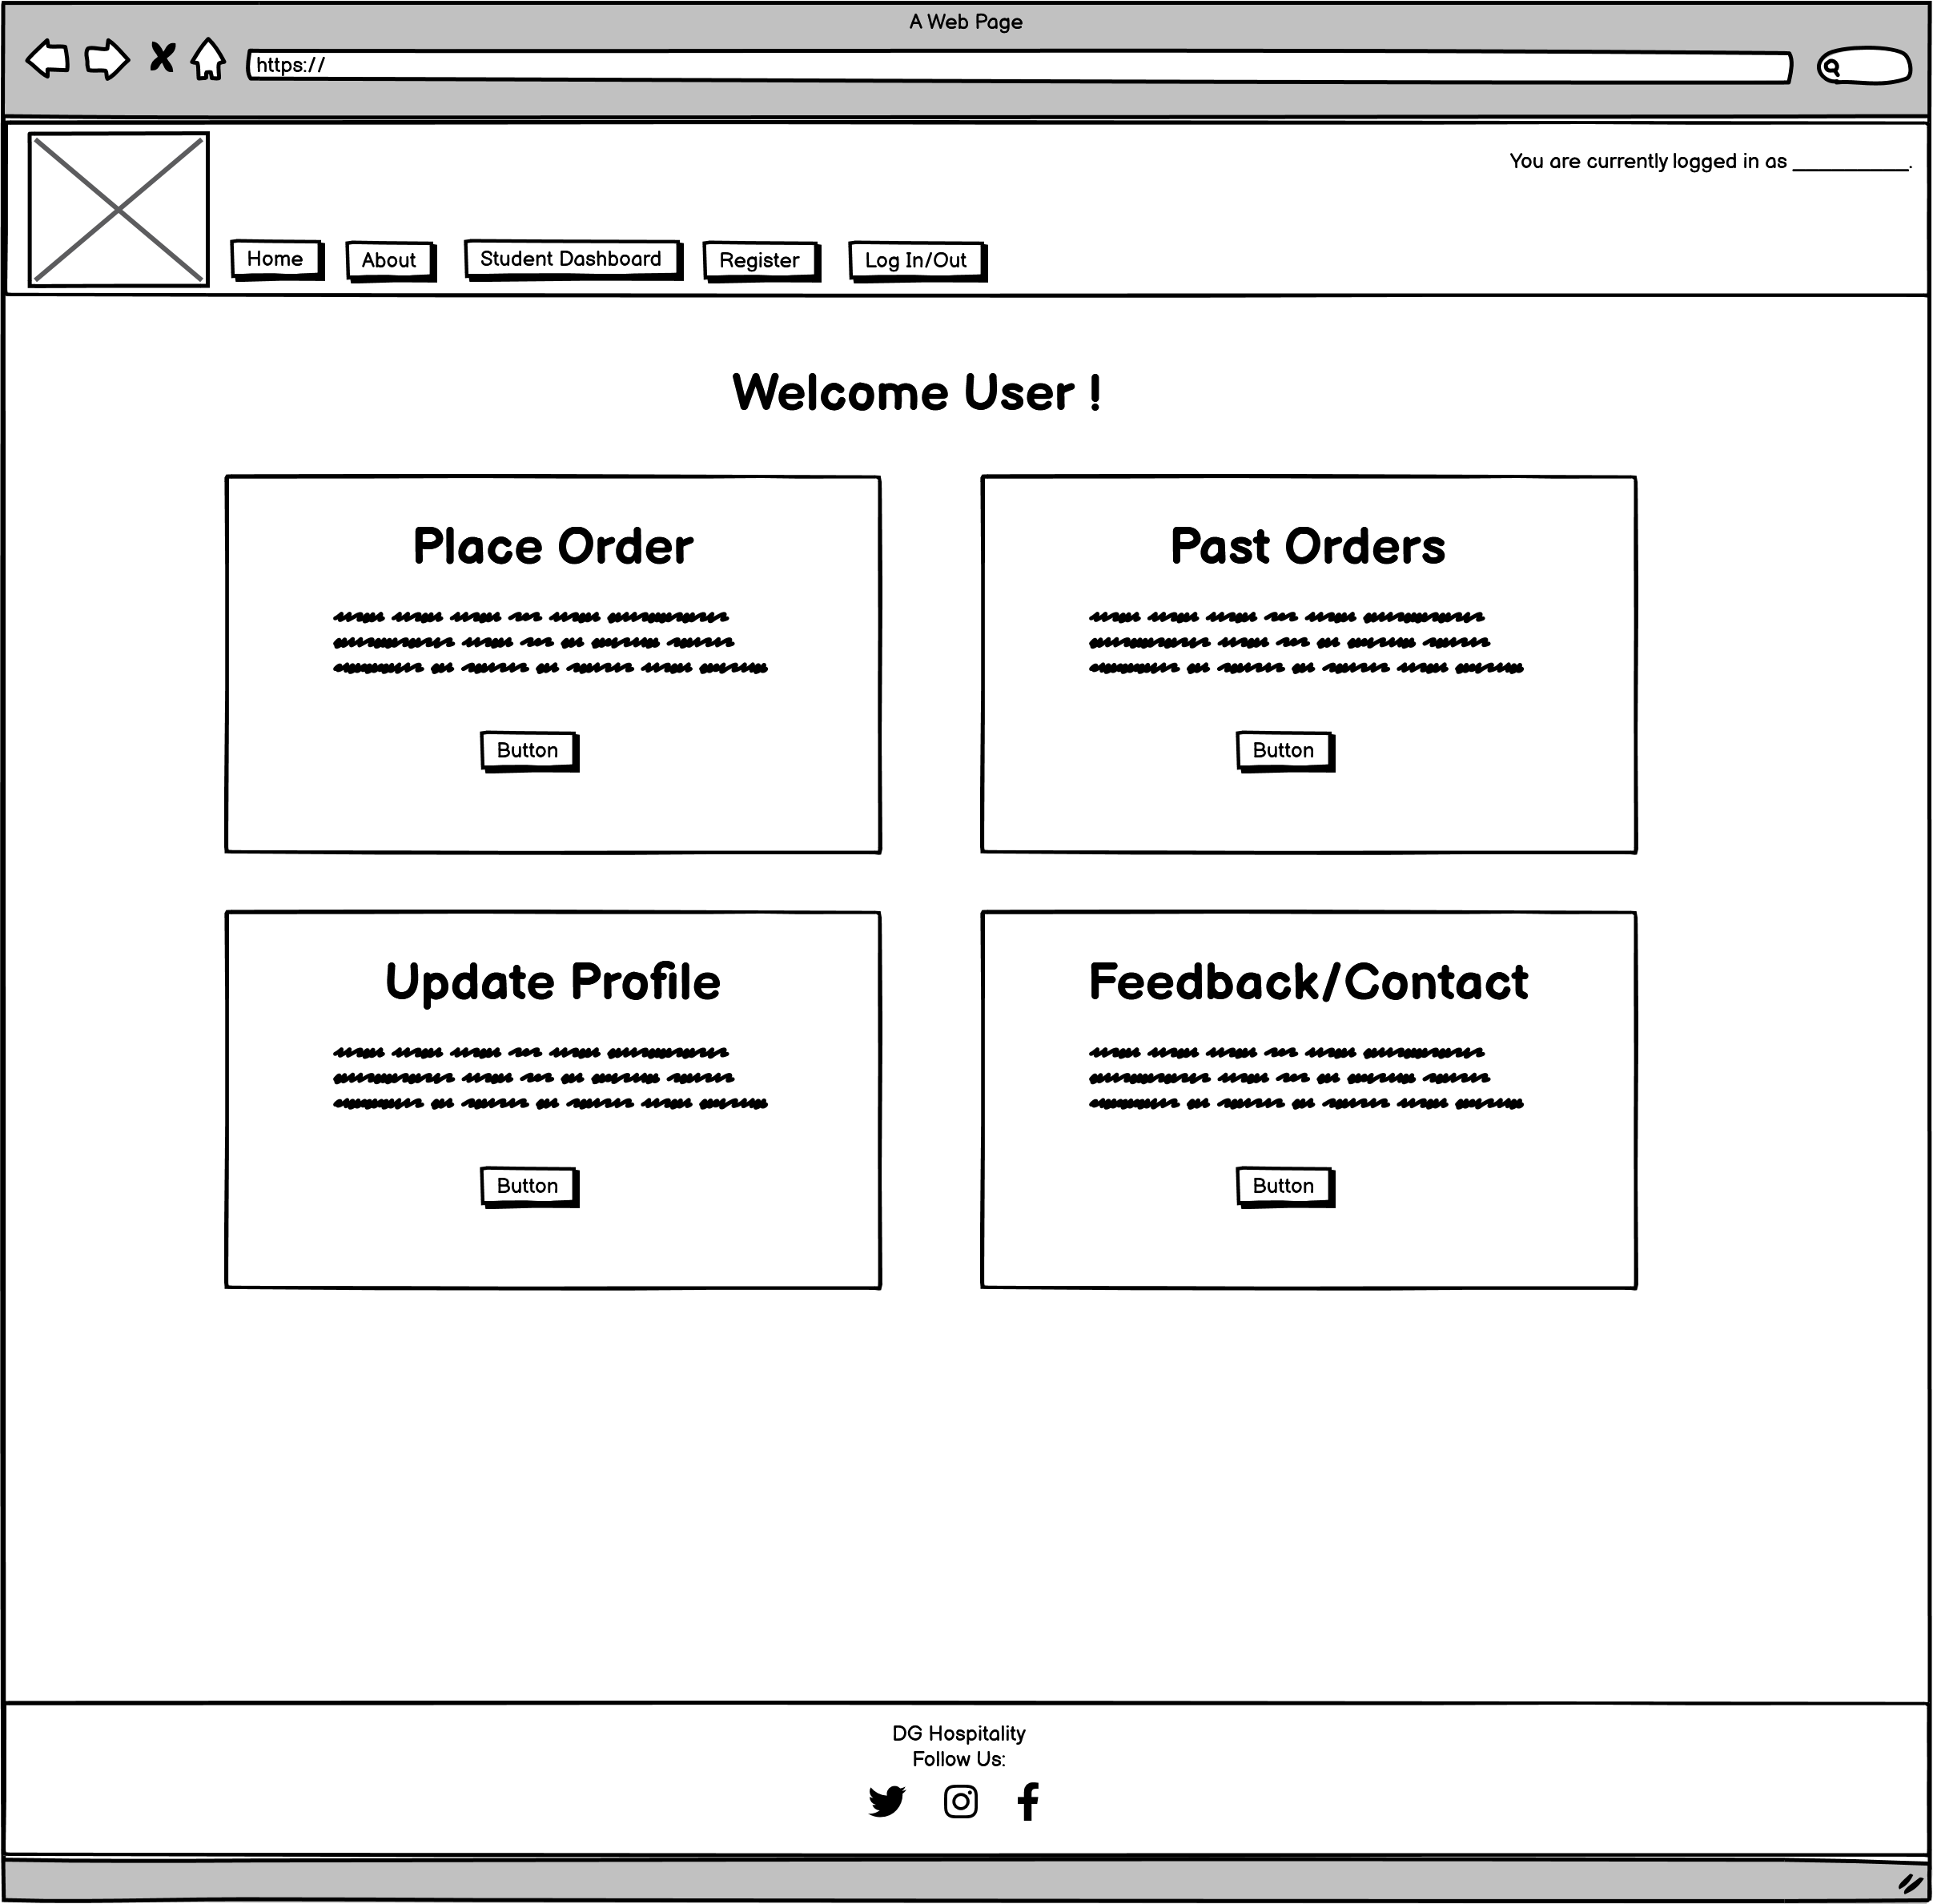 A Web Page
https://
You are currently logged in as ___________.
Home About Student Dashboard Register Log In/Out
Welcome User !
Place Order
Button
Past Orders
Button
Update Profile
Button
Feedback/Contact
Button
DG Hospitality
Follow Us: